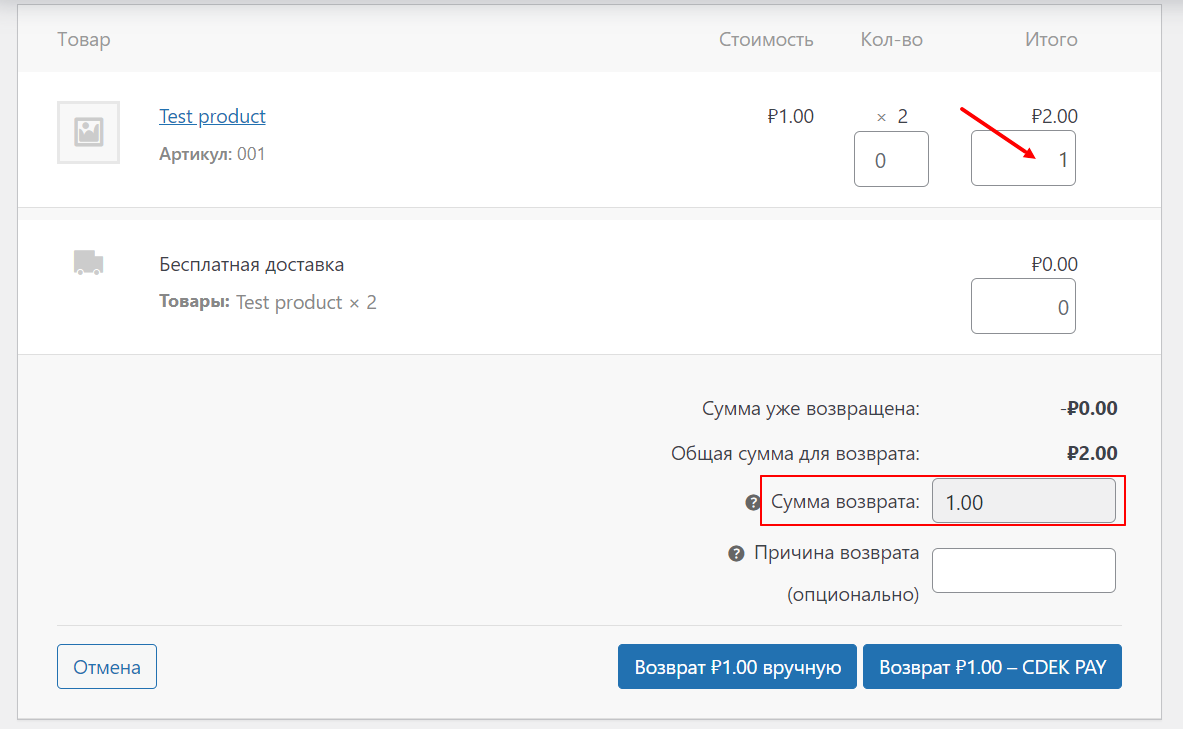 Товар Стоимость Кол-во Итого
Test product ₽1.00 × 2 ₽2.00
Артикул: 001 0 1
Бесплатная доставка ₽0.00
Товары: Test product × 2 0
Сумма уже возвращена: -₽0.00
Общая сумма для возврата: ₽2.00
? Сумма возврата: 1.00
? Причина возврата
(опционально)
Отмена Возврат ₽1.00 вручную Возврат ₽1.00 – CDEK PAY